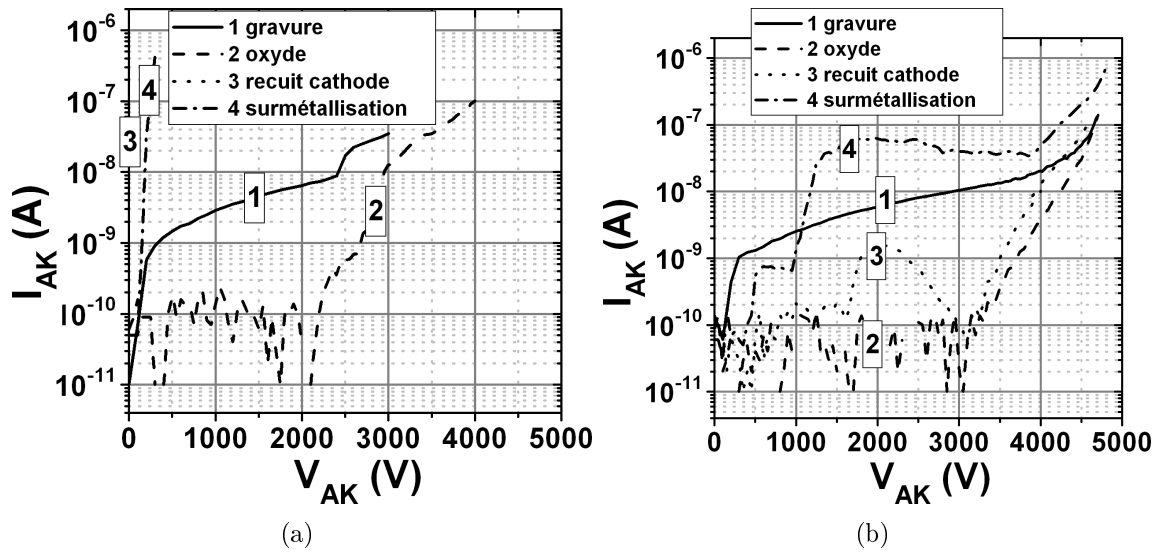 1 gravure
2 oxyde
3 recuit cathode
4 surmétallisation
10⁻⁶
10⁻⁷
10⁻⁸
10⁻⁹
10⁻¹⁰
10⁻¹¹
I_AK (A)
4
3
1
2
0 1000 2000 3000 4000 5000
V_AK (V)
(a)
1 gravure
2 oxyde
3 recuit cathode
4 surmétallisation
10⁻⁶
10⁻⁷
10⁻⁸
10⁻⁹
10⁻¹⁰
10⁻¹¹
I_AK (A)
4
1
3
2
0 1000 2000 3000 4000 5000
V_AK (V)
(b)